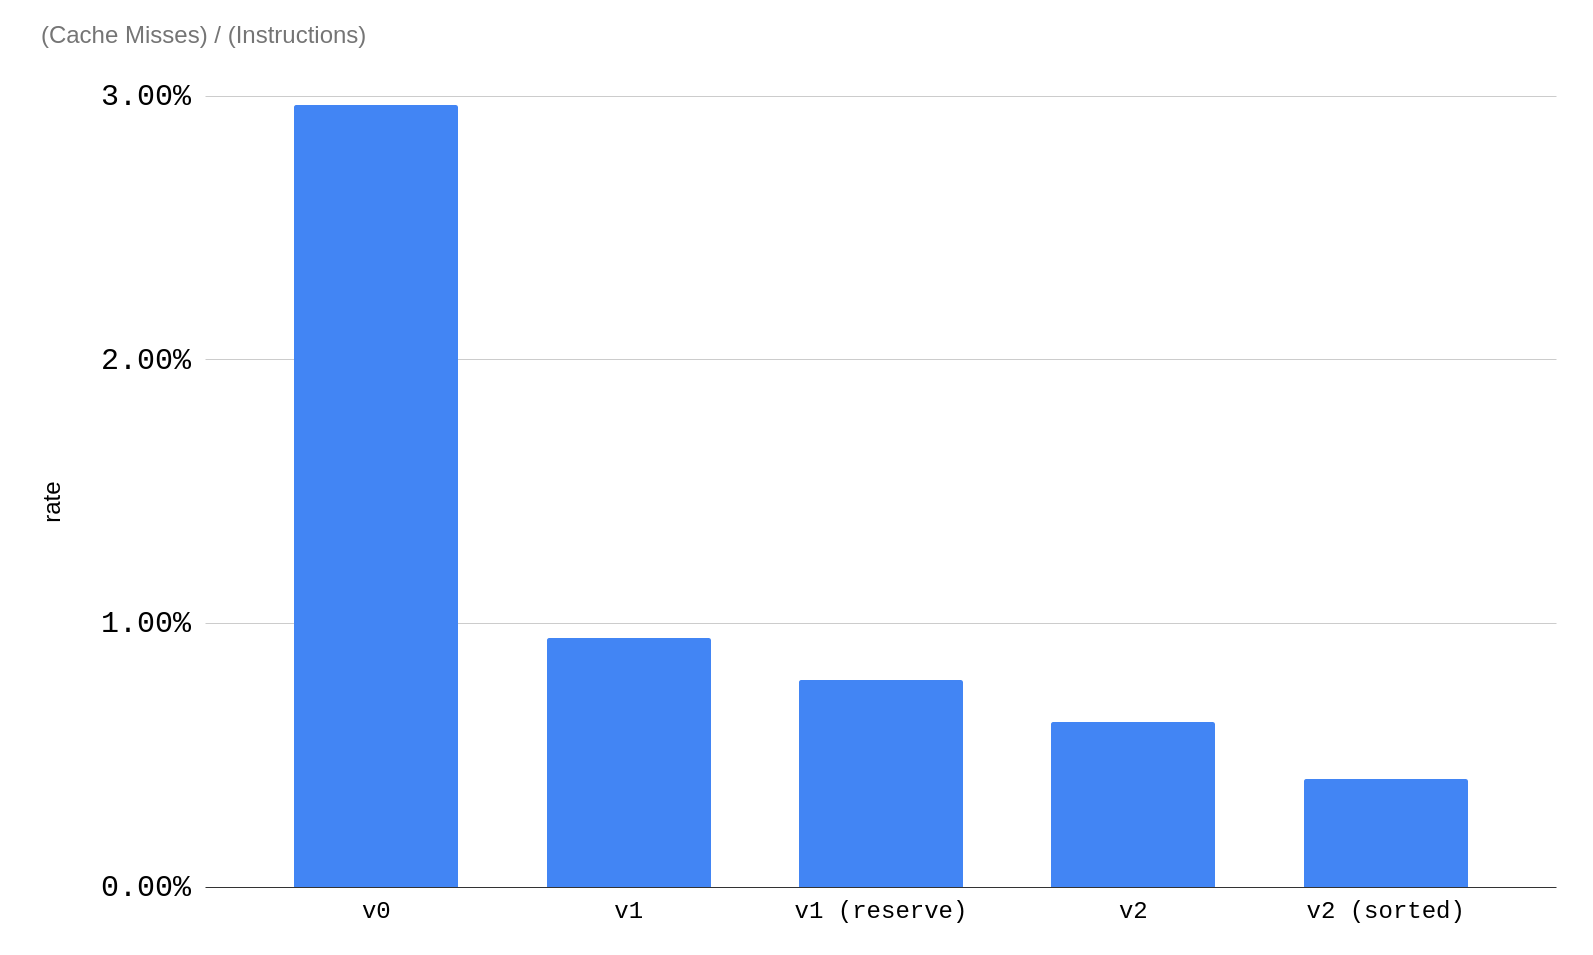 (Cache Misses) / (Instructions)
3.00%
2.00%
rate
1.00%
0.00%
v0 v1 v1 (reserve) v2 v2 (sorted)